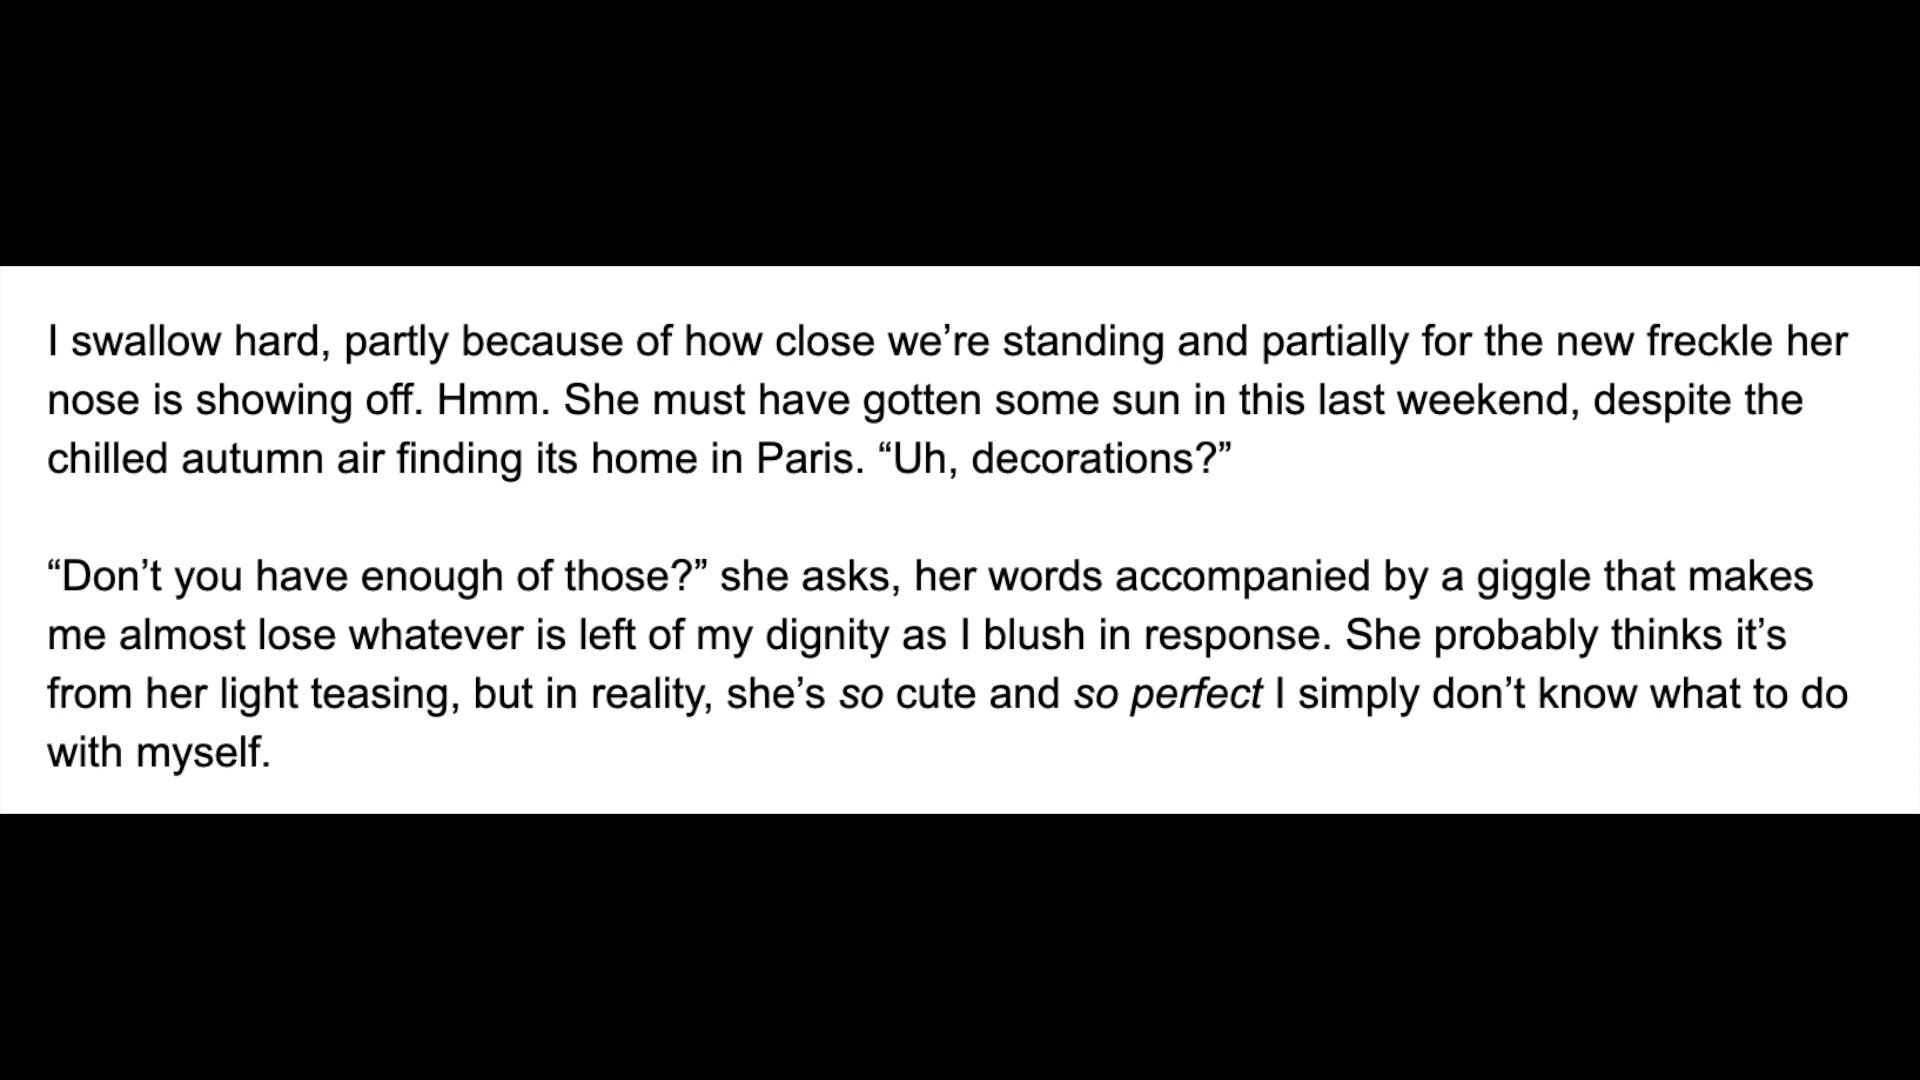 I swallow hard, partly because of how close we’re standing and partially for the new freckle her
nose is showing off. Hmm. She must have gotten some sun in this last weekend, despite the
chilled autumn air finding its home in Paris. “Uh, decorations?”
“Don’t you have enough of those?” she asks, her words accompanied by a giggle that makes
me almost lose whatever is left of my dignity as I blush in response. She probably thinks it’s
from her light teasing, but in reality, she’s so cute and so perfect I simply don’t know what to do
with myself.